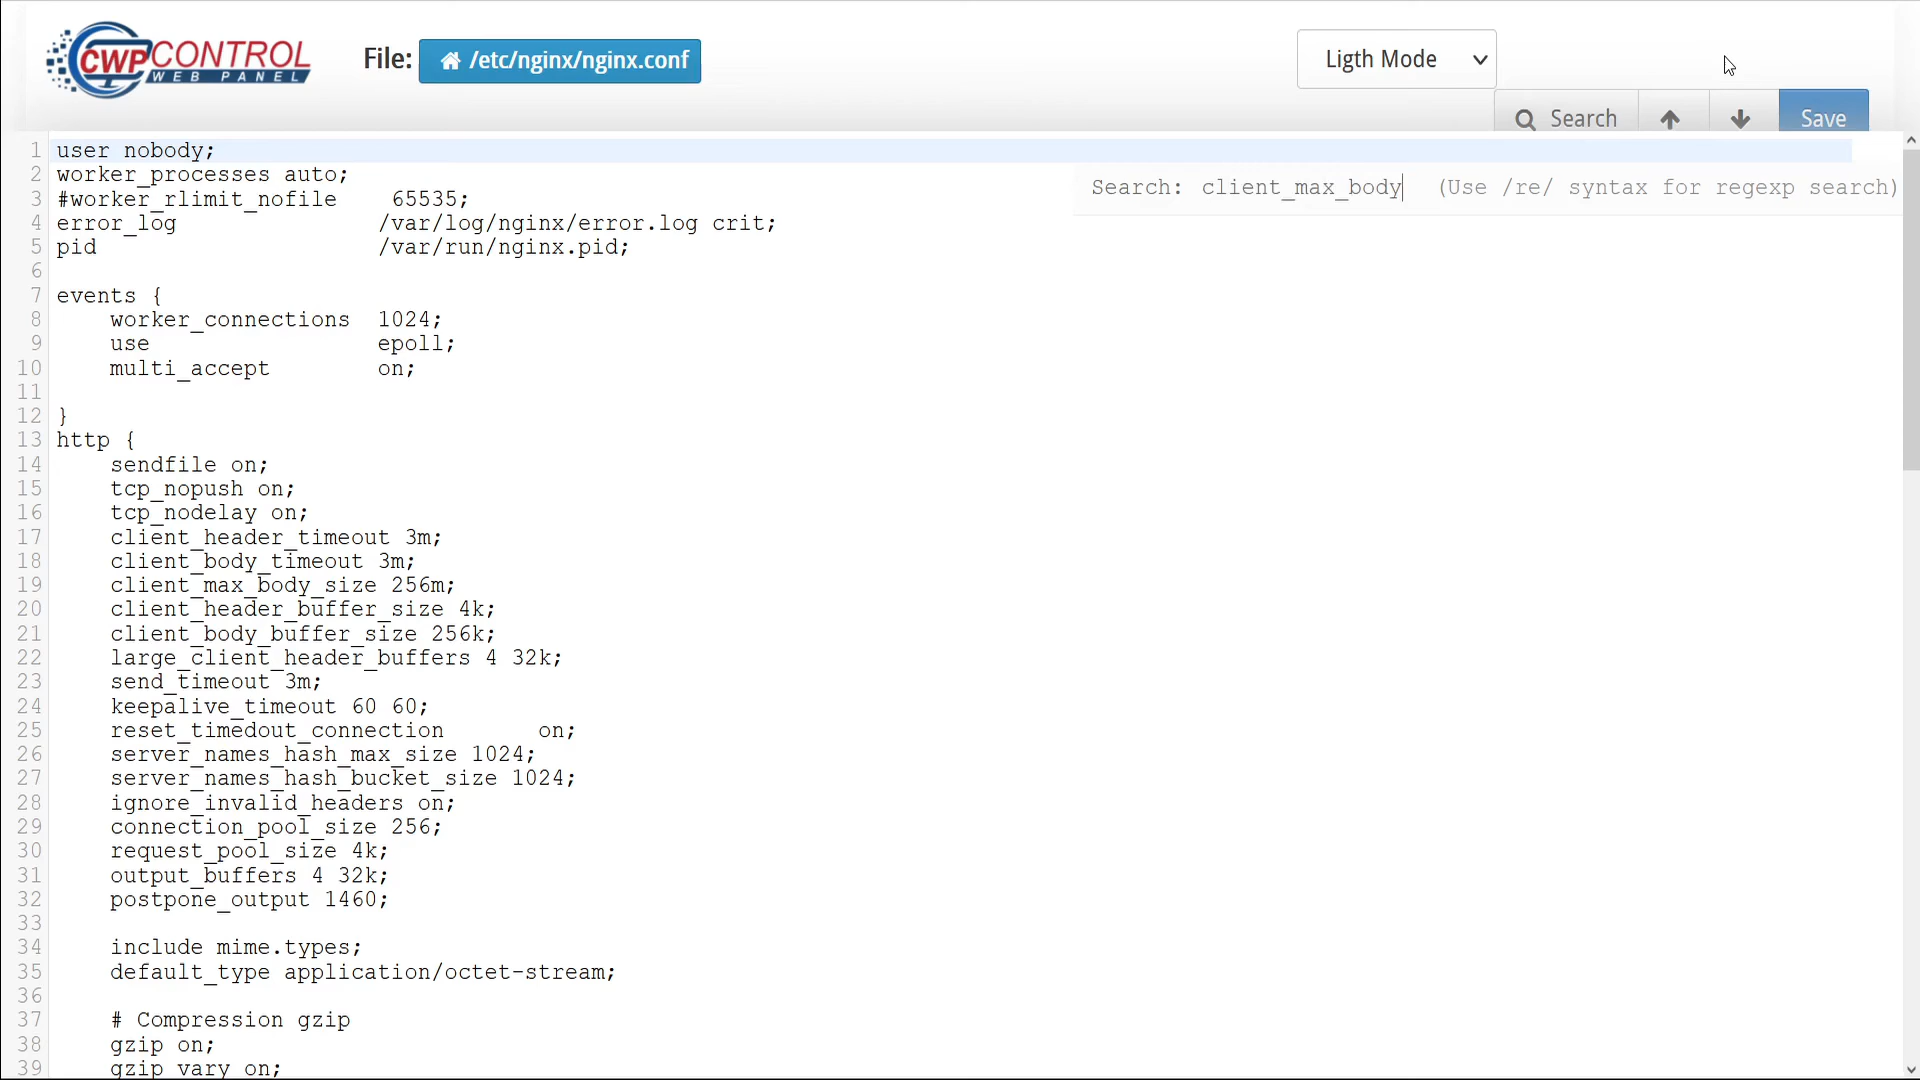 CWP CONTROL
WEB PANEL
File: /etc/nginx/nginx.conf
Ligth Mode
Search
Save
Search: client_max_body (Use /re/ syntax for regexp search)
1 user nobody;
2 worker_processes auto;
3 #worker_rlimit_nofile    65535;
4 error_log               /var/log/nginx/error.log crit;
5 pid                     /var/run/nginx.pid;
6
7 events {
8     worker_connections  1024;
9     use                 epoll;
10     multi_accept        on;
11
12 }
13 http {
14     sendfile on;
15     tcp_nopush on;
16     tcp_nodelay on;
17     client_header_timeout 3m;
18     client_body_timeout 3m;
19     client_max_body_size 256m;
20     client_header_buffer_size 4k;
21     client_body_buffer_size 256k;
22     large_client_header_buffers 4 32k;
23     send_timeout 3m;
24     keepalive_timeout 60 60;
25     reset_timedout_connection       on;
26     server_names_hash_max_size 1024;
27     server_names_hash_bucket_size 1024;
28     ignore_invalid_headers on;
29     connection_pool_size 256;
30     request_pool_size 4k;
31     output_buffers 4 32k;
32     postpone_output 1460;
33
34     include mime.types;
35     default_type application/octet-stream;
36
37     # Compression gzip
38     gzip on;
39     gzip_vary on;